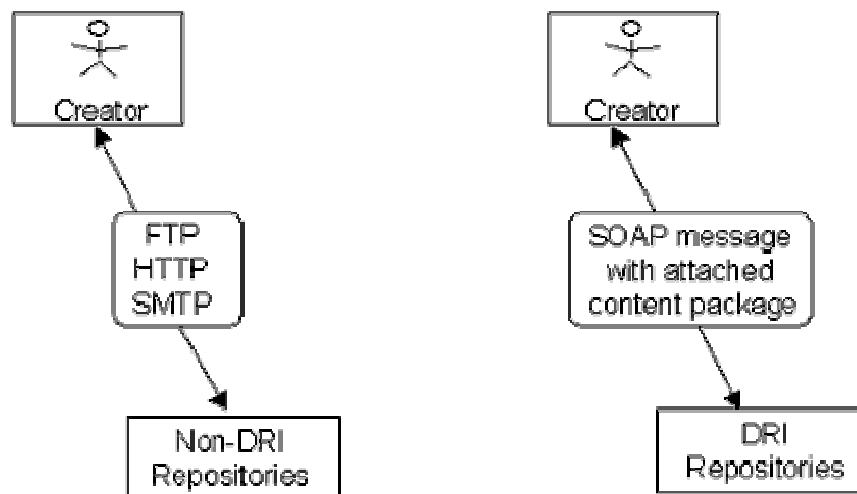 Creator
FTP
HTTP
SMTP
Non-DRI
Repositories
Creator
SOAP message
with attached
content package
DRI
Repositories